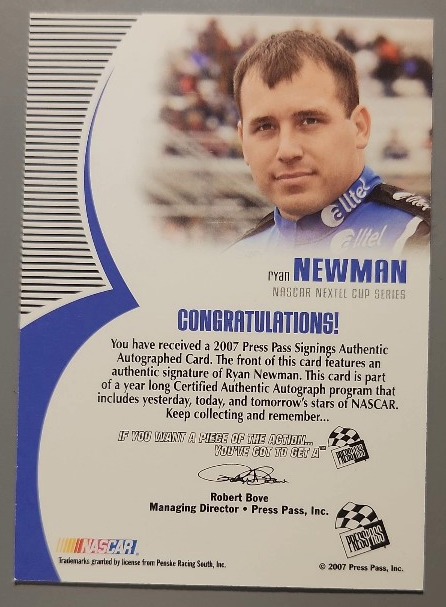 alltel
alltel
ryan NEWMAN
NASCAR NEXTEL CUP SERIES
CONGRATULATIONS!
You have received a 2007 Press Pass Signings Authentic
Autographed Card. The front of this card features an
authentic signature of Ryan Newman. This card is part
of a year long Certified Authentic Autograph program that
includes yesterday, today, and tomorrow's stars of NASCAR.
Keep collecting and remember...
IF YOU WANT A PIECE OF THE ACTION...
YOU'VE GOT TO GET A™
PRESS PASS
Robert Bove
Managing Director • Press Pass, Inc.
PRESS PASS
NASCAR
Trademarks granted by license from Penske Racing South, Inc.
© 2007 Press Pass, Inc.